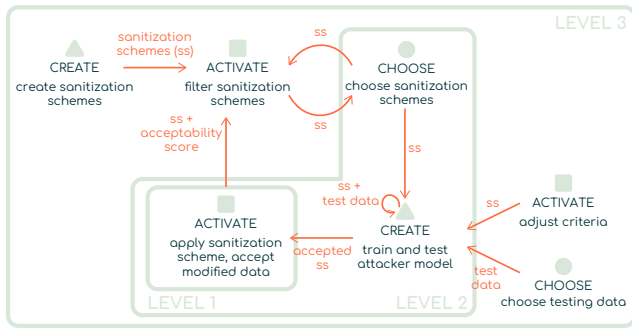 LEVEL 3
sanitization
schemes (ss)
ss
CREATE
create sanitization
schemes
ACTIVATE
filter sanitization
schemes
CHOOSE
choose sanitization
schemes
ss
ss +
acceptability
score
ss
ss +
test data
ACTIVATE
apply sanitization
scheme, accept
modified data
accepted
ss
CREATE
train and test
attacker model
ss
ACTIVATE
adjust criteria
test
data
CHOOSE
choose testing data
LEVEL 1
LEVEL 2